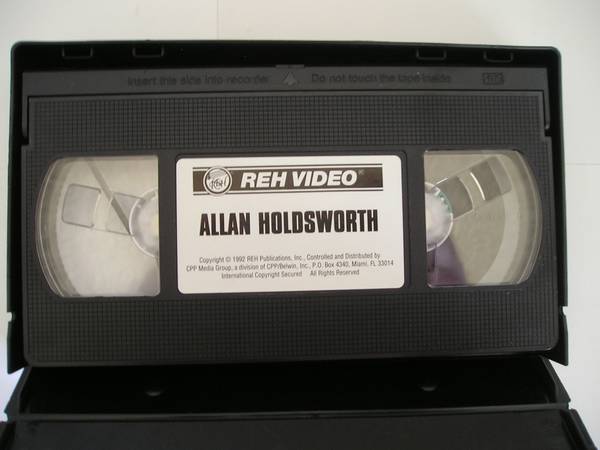 Insert this side into recorder Do not touch the tape inside VHS
REH REH VIDEO®
ALLAN HOLDSWORTH
Copyright © 1992 REH Publications, Inc., Controlled and Distributed by
CPP Media Group, a division of CPP/Belwin, Inc., P.O. Box 4340, Miami, FL 33014
International Copyright Secured All Rights Reserved